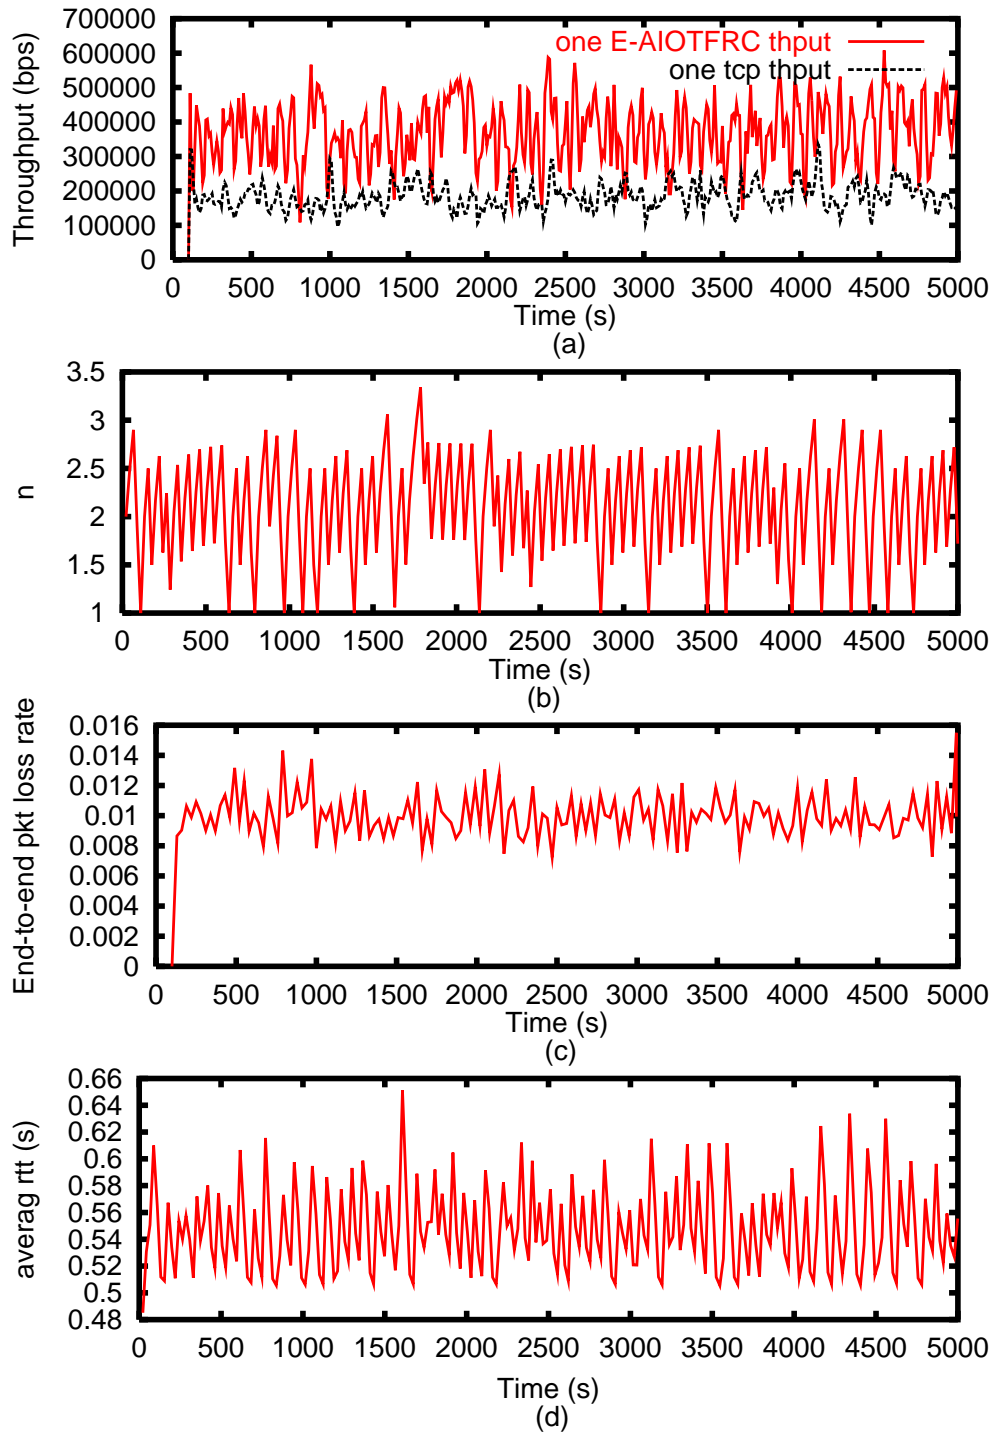 700000
600000
500000
400000
300000
200000
100000
0
Throughput (bps)
one E-AIOTFRC thput
one tcp thput
0 500 1000 1500 2000 2500 3000 3500 4000 4500 5000
Time (s)
(a)
3.5
3
2.5
2
1.5
1
n
0 500 1000 1500 2000 2500 3000 3500 4000 4500 5000
Time (s)
(b)
0.016
0.014
0.012
0.01
0.008
0.006
0.004
0.002
0
End-to-end pkt loss rate
0 500 1000 1500 2000 2500 3000 3500 4000 4500 5000
Time (s)
(c)
0.66
0.64
0.62
0.6
0.58
0.56
0.54
0.52
0.5
0.48
averag rtt (s)
0 500 1000 1500 2000 2500 3000 3500 4000 4500 5000
Time (s)
(d)